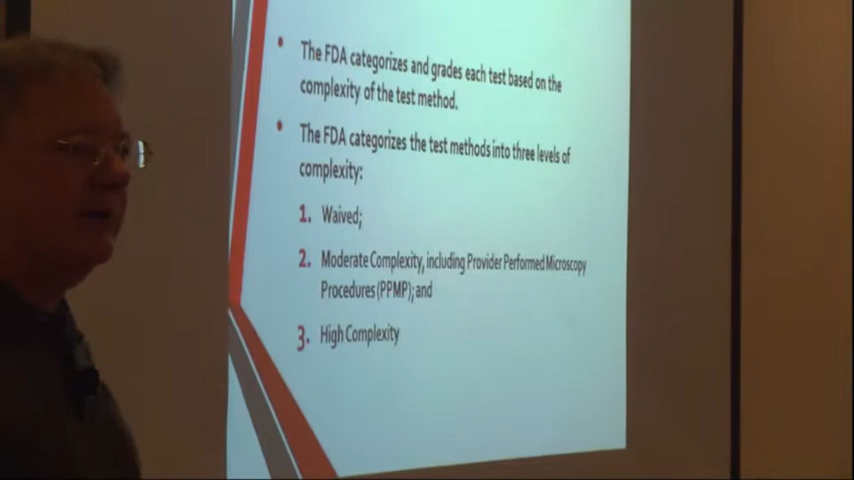 • The FDA categorizes and grades each test based on the
complexity of the test method.
• The FDA categorizes the test methods into three levels of
complexity:
1. Waived;
2. Moderate Complexity, including Provider Performed Microscopy
Procedures (PPMP); and
3. High Complexity